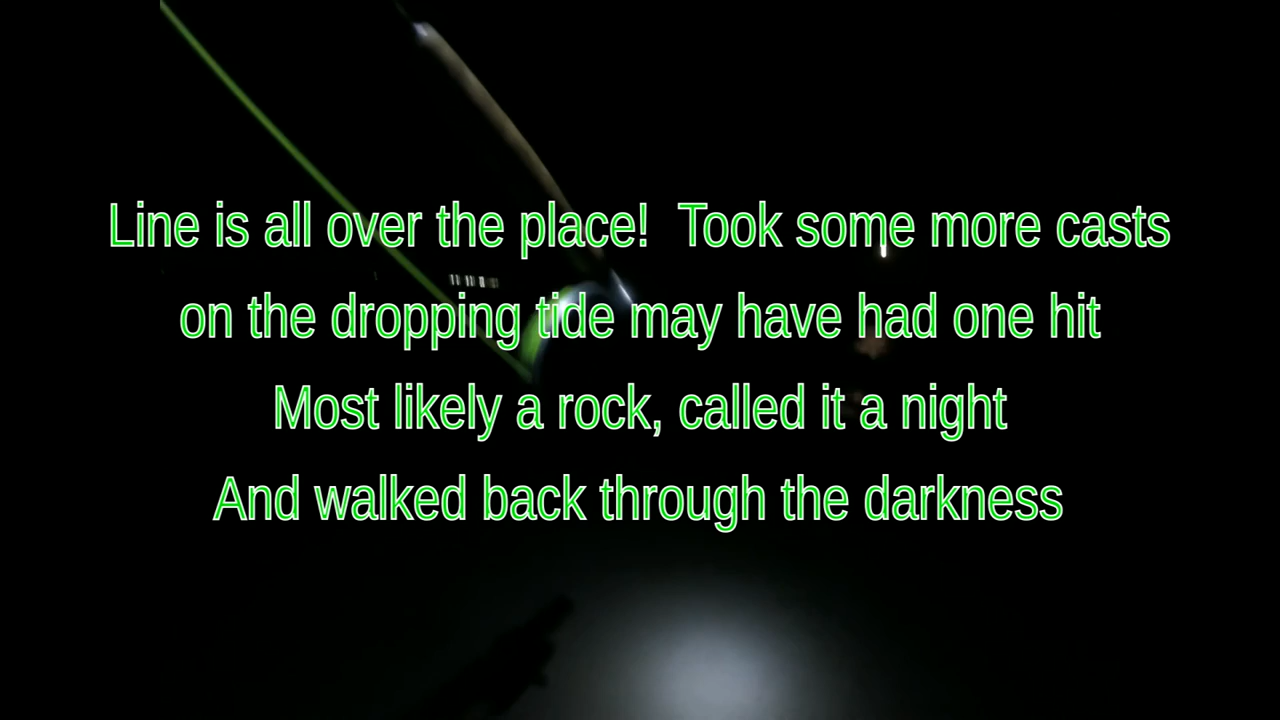 Line is all over the place!  Took some more casts
on the dropping tide may have had one hit
Most likely a rock, called it a night
And walked back through the darkness